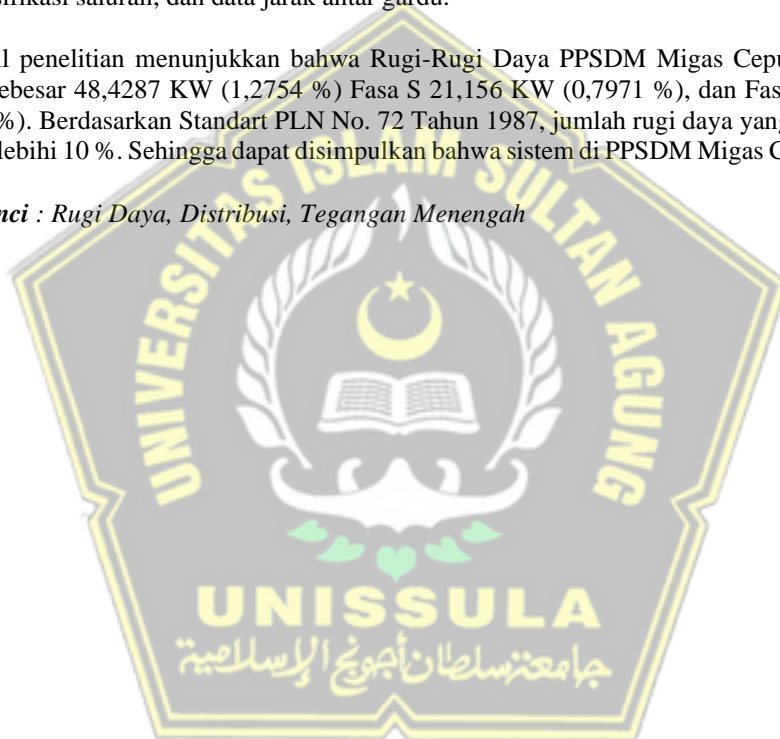 sifikasi saluran, dan data jarak antar gardu.
l penelitian menunjukkan bahwa Rugi-Rugi Daya PPSDM Migas Cepu
ebesar 48,4287 KW (1,2754 %) Fasa S 21,156 KW (0,7971 %), dan Fas
%). Berdasarkan Standart PLN No. 72 Tahun 1987, jumlah rugi daya yang
lebihi 10 %. Sehingga dapat disimpulkan bahwa sistem di PPSDM Migas C
nci : Rugi Daya, Distribusi, Tegangan Menengah
UNIVERSITAS ISLAM SULTAN AGUNG
UNISSULA
جامعة سلطان أجونج الإسلامية